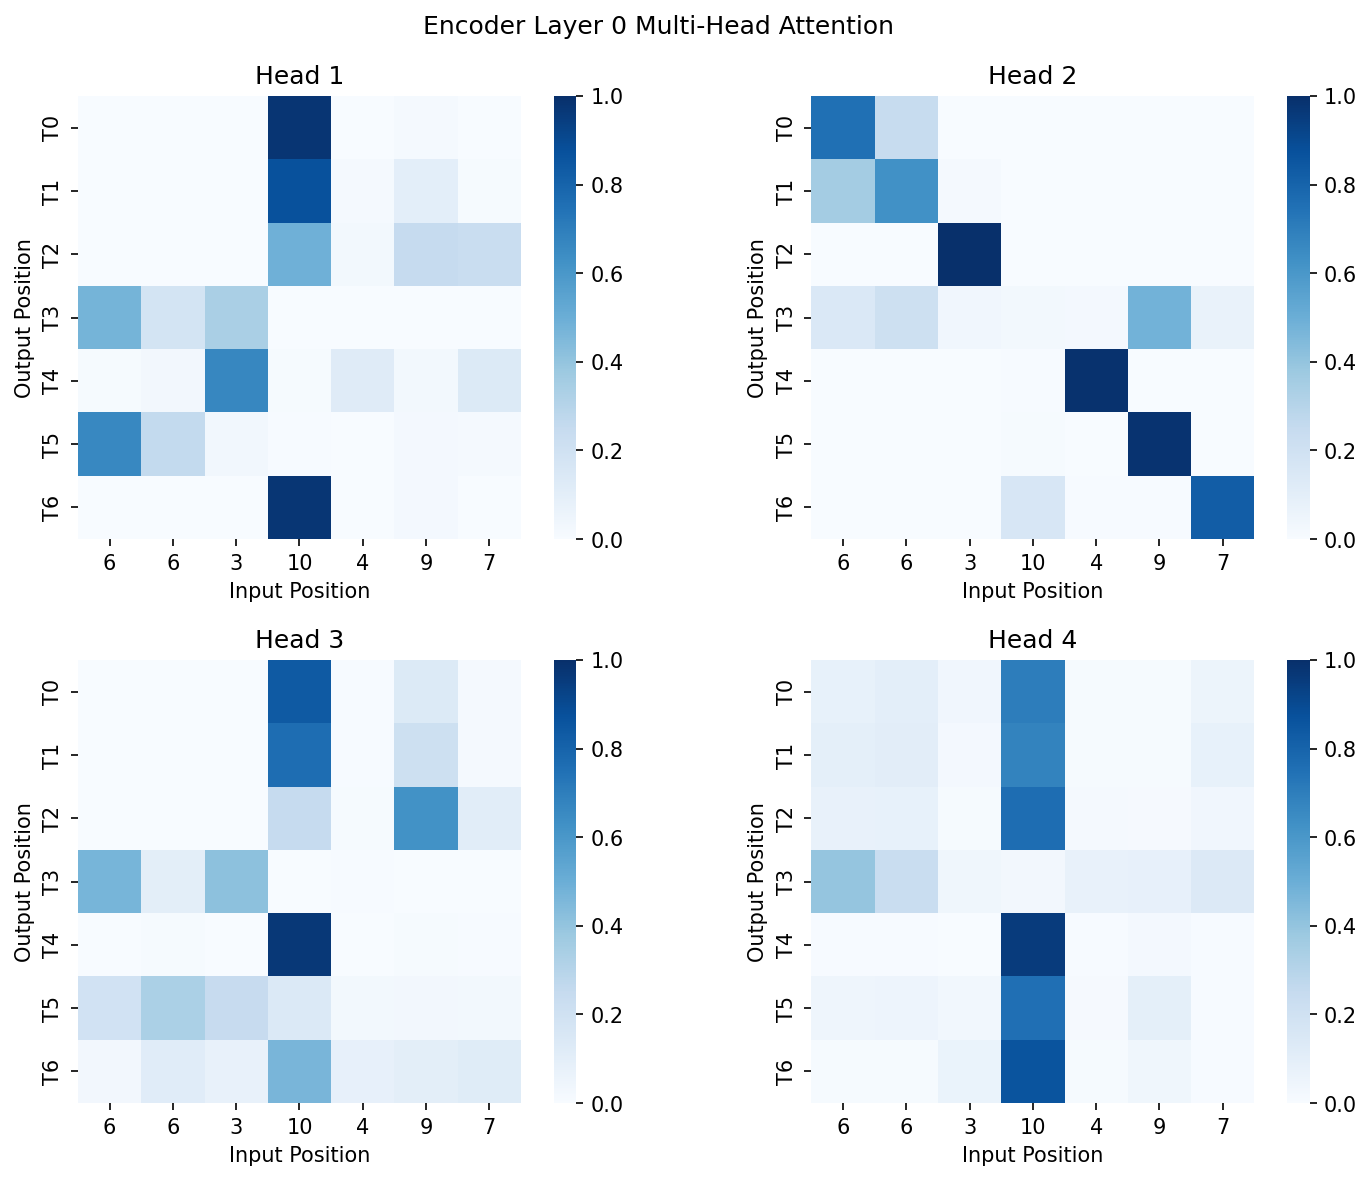 Encoder Layer 0 Multi-Head Attention
Head 1
Output Position
T0
T1
T2
T3
T4
T5
T6
6 6 3 10 4 9 7
Input Position
1.0
0.8
0.6
0.4
0.2
0.0
Head 2
Output Position
T0
T1
T2
T3
T4
T5
T6
6 6 3 10 4 9 7
Input Position
1.0
0.8
0.6
0.4
0.2
0.0
Head 3
Output Position
T0
T1
T2
T3
T4
T5
T6
6 6 3 10 4 9 7
Input Position
1.0
0.8
0.6
0.4
0.2
0.0
Head 4
Output Position
T0
T1
T2
T3
T4
T5
T6
6 6 3 10 4 9 7
Input Position
1.0
0.8
0.6
0.4
0.2
0.0